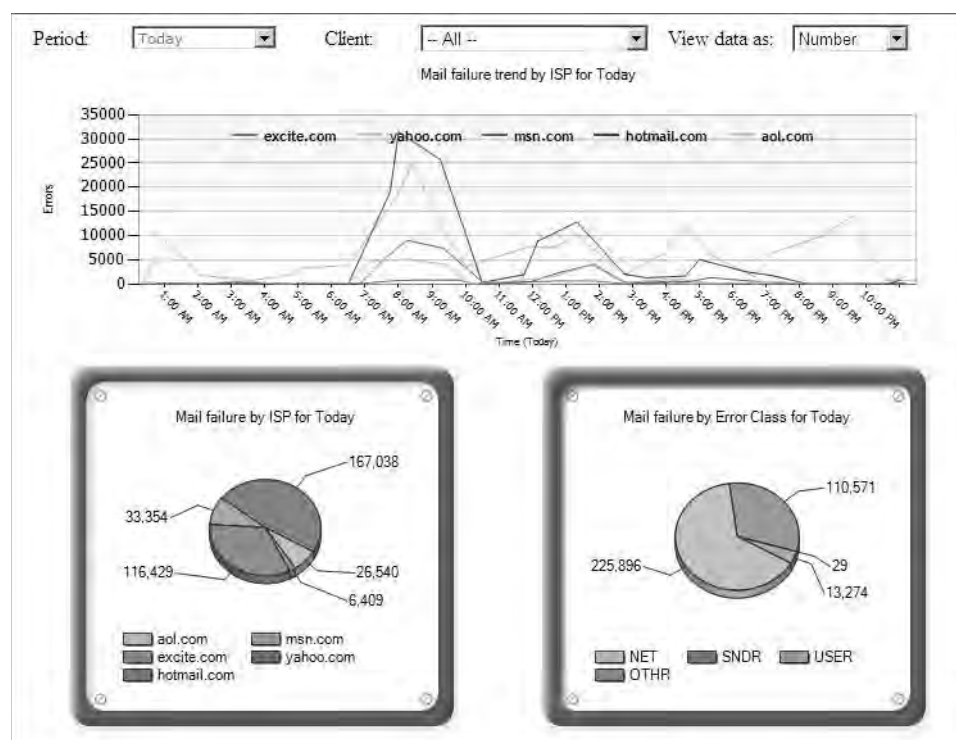 Period: Today Client: -- All -- View data as: Number
Mail failure trend by ISP for Today
excite.com yahoo.com msn.com hotmail.com aol.com
Errors
35000
30000
25000
20000
15000
10000
5000
0
1:00 AM 2:00 AM 3:00 AM 4:00 AM 5:00 AM 6:00 AM 7:00 AM 8:00 AM 9:00 AM 10:00 AM 11:00 AM 12:00 PM 1:00 PM 2:00 PM 3:00 PM 4:00 PM 5:00 PM 6:00 PM 7:00 PM 8:00 PM 9:00 PM 10:00 PM
Time (Today)
Mail failure by ISP for Today
167,038
33,354
116,429
26,540
6,409
aol.com msn.com
excite.com yahoo.com
hotmail.com
Mail failure by Error Class for Today
110,571
225,896
29
13,274
NET SNDR USER
OTHR